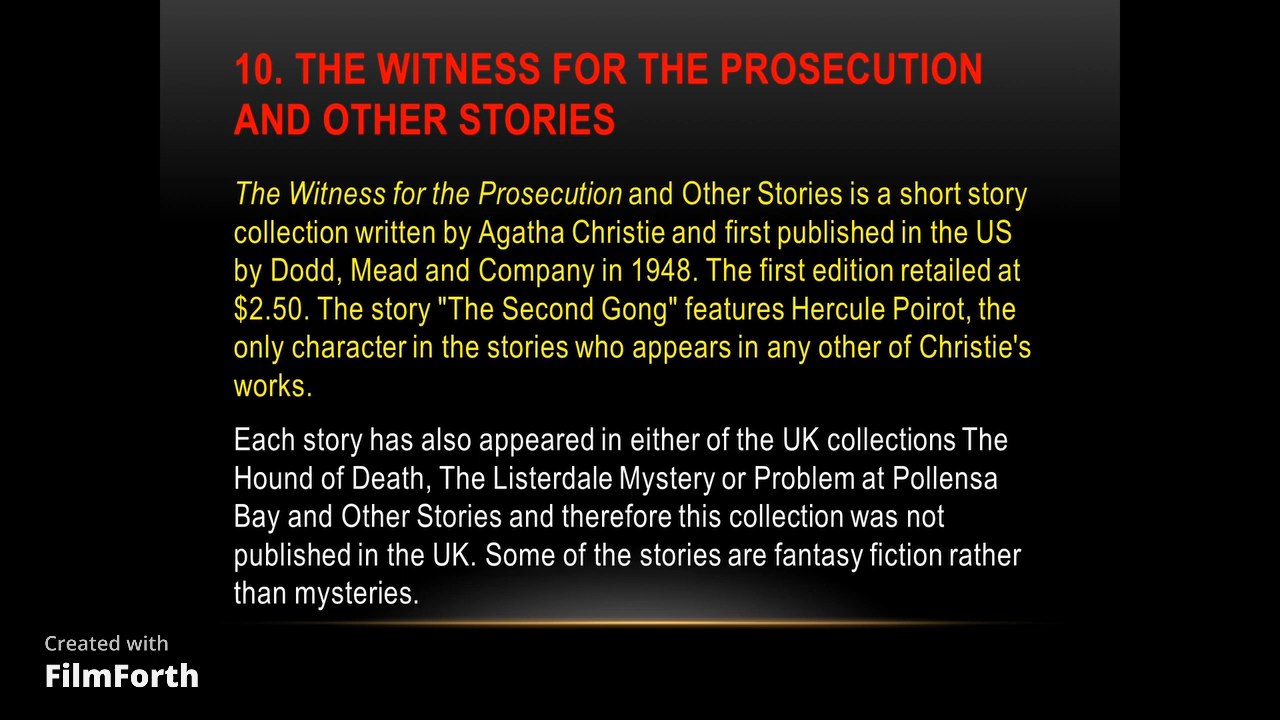 10. THE WITNESS FOR THE PROSECUTION
AND OTHER STORIES
The Witness for the Prosecution and Other Stories is a short story
collection written by Agatha Christie and first published in the US
by Dodd, Mead and Company in 1948. The first edition retailed at
$2.50. The story "The Second Gong" features Hercule Poirot, the
only character in the stories who appears in any other of Christie's
works.
Each story has also appeared in either of the UK collections The
Hound of Death, The Listerdale Mystery or Problem at Pollensa
Bay and Other Stories and therefore this collection was not
published in the UK. Some of the stories are fantasy fiction rather
than mysteries.
Created with
FilmForth